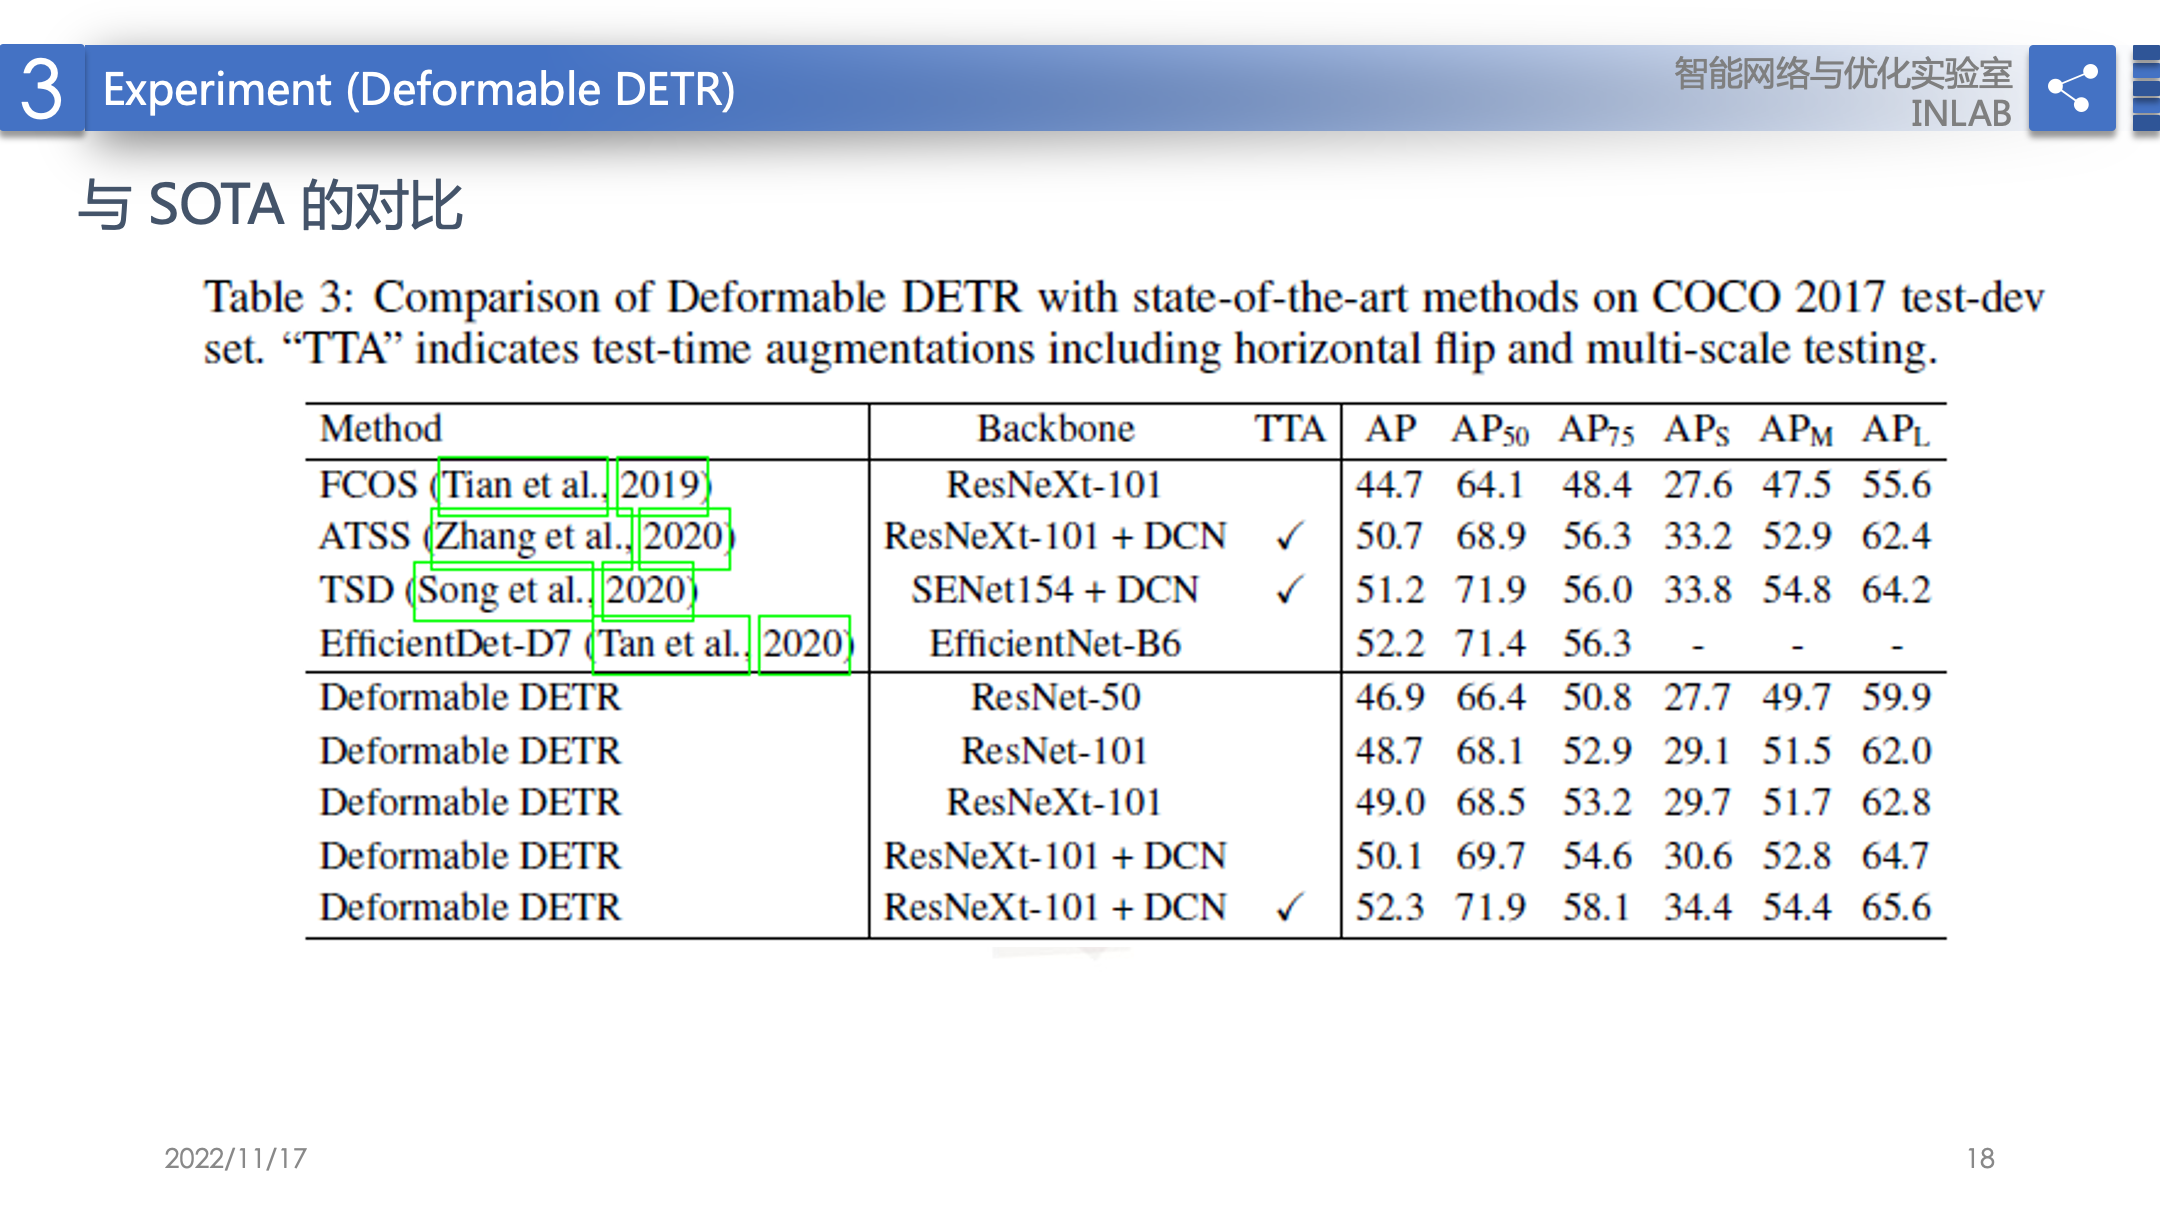 3 Experiment (Deformable DETR)
智能网络与优化实验室
INLAB
与 SOTA 的对比
Table 3: Comparison of Deformable DETR with state-of-the-art methods on COCO 2017 test-dev
set. “TTA” indicates test-time augmentations including horizontal flip and multi-scale testing.
Method Backbone TTA AP AP50 AP75 APS APM APL
FCOS (Tian et al., 2019) ResNeXt-101 44.7 64.1 48.4 27.6 47.5 55.6
ATSS (Zhang et al., 2020) ResNeXt-101 + DCN ✓ 50.7 68.9 56.3 33.2 52.9 62.4
TSD (Song et al., 2020) SENet154 + DCN ✓ 51.2 71.9 56.0 33.8 54.8 64.2
EfficientDet-D7 (Tan et al., 2020) EfficientNet-B6 52.2 71.4 56.3 - - -
Deformable DETR ResNet-50 46.9 66.4 50.8 27.7 49.7 59.9
Deformable DETR ResNet-101 48.7 68.1 52.9 29.1 51.5 62.0
Deformable DETR ResNeXt-101 49.0 68.5 53.2 29.7 51.7 62.8
Deformable DETR ResNeXt-101 + DCN 50.1 69.7 54.6 30.6 52.8 64.7
Deformable DETR ResNeXt-101 + DCN ✓ 52.3 71.9 58.1 34.4 54.4 65.6
2022/11/17
18